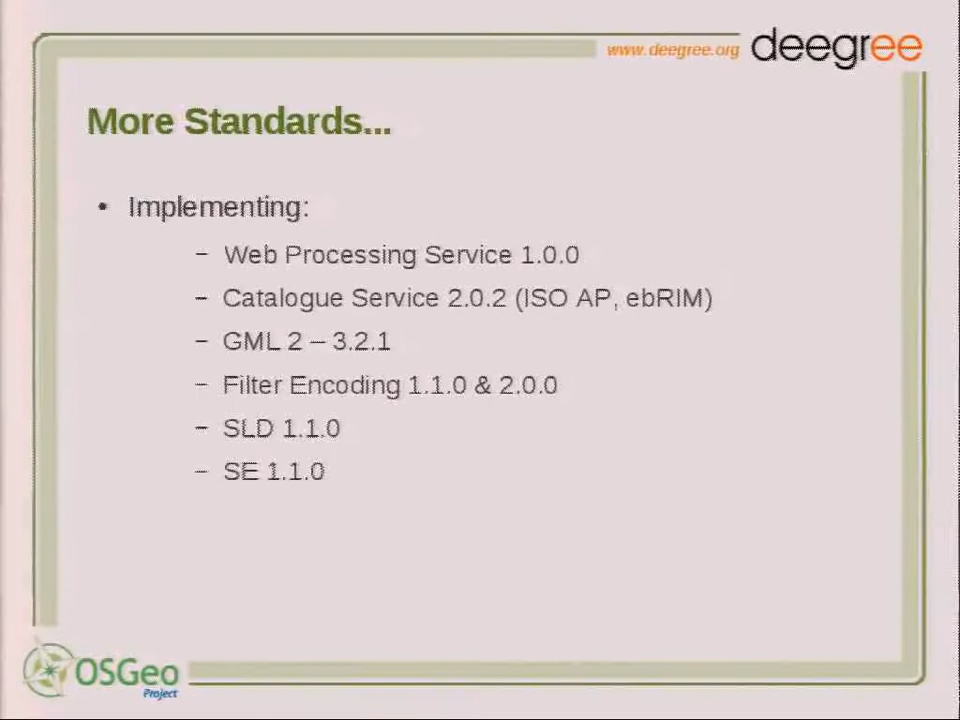 www.deegree.org deegree
More Standards...
• Implementing:
– Web Processing Service 1.0.0
– Catalogue Service 2.0.2 (ISO AP, ebRIM)
– GML 2 – 3.2.1
– Filter Encoding 1.1.0 & 2.0.0
– SLD 1.1.0
– SE 1.1.0
OSGeo
Project